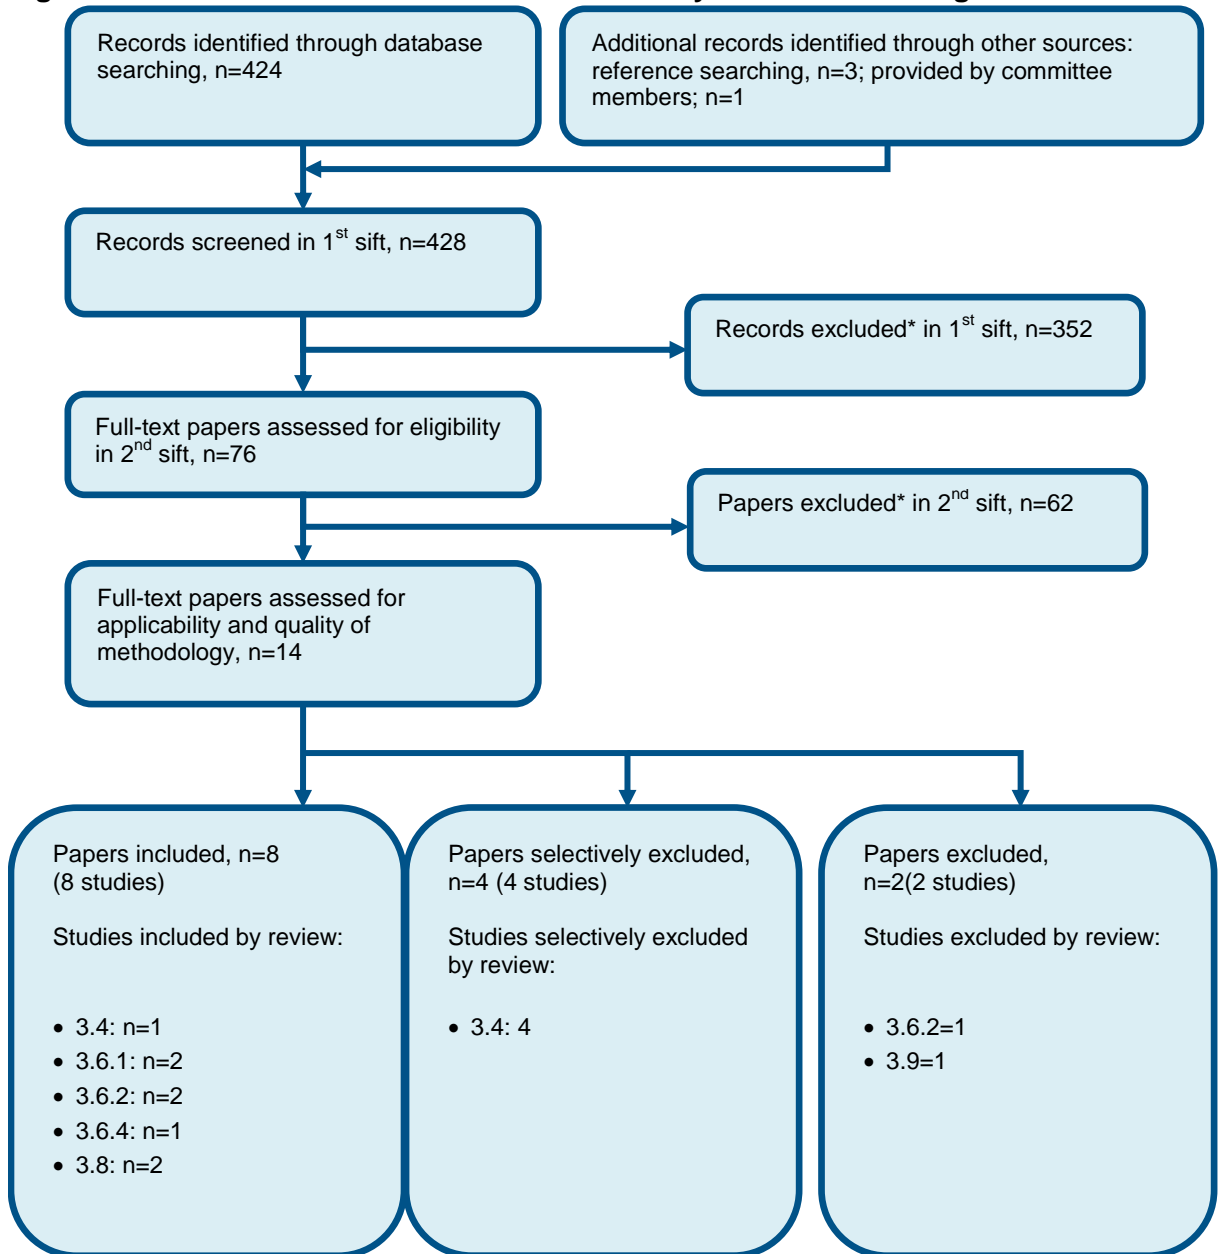 Records identified through database
searching, n=424
Additional records identified through other sources:
reference searching, n=3; provided by committee
members; n=1
Records screened in 1st sift, n=428
Records excluded* in 1st sift, n=352
Full-text papers assessed for eligibility
in 2nd sift, n=76
Papers excluded* in 2nd sift, n=62
Full-text papers assessed for
applicability and quality of
methodology, n=14
Papers included, n=8
(8 studies)
Studies included by review:
• 3.4: n=1
• 3.6.1: n=2
• 3.6.2: n=2
• 3.6.4: n=1
• 3.8: n=2
Papers selectively excluded,
n=4 (4 studies)
Studies selectively excluded
by review:
• 3.4: 4
Papers excluded,
n=2(2 studies)
Studies excluded by review:
• 3.6.2=1
• 3.9=1